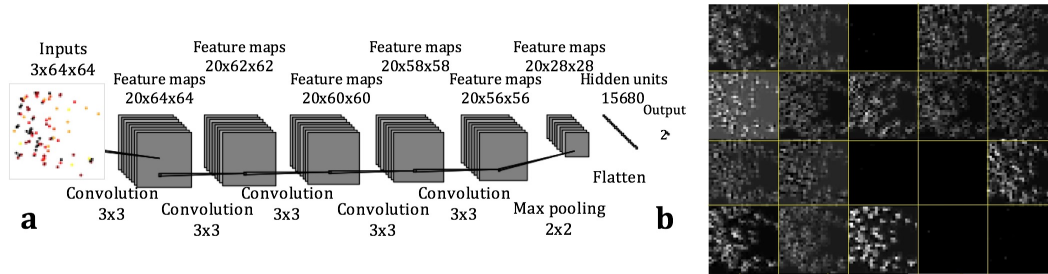 Inputs
3x64x64
Feature maps
20x64x64
Feature maps
20x62x62
Feature maps
20x60x60
Feature maps
20x58x58
Feature maps
20x56x56
Feature maps
20x28x28
Hidden units
15680
Output
2
Convolution
3x3
Convolution
3x3
Convolution
3x3
Convolution
3x3
Convolution
3x3
Max pooling
2x2
Flatten
a
b